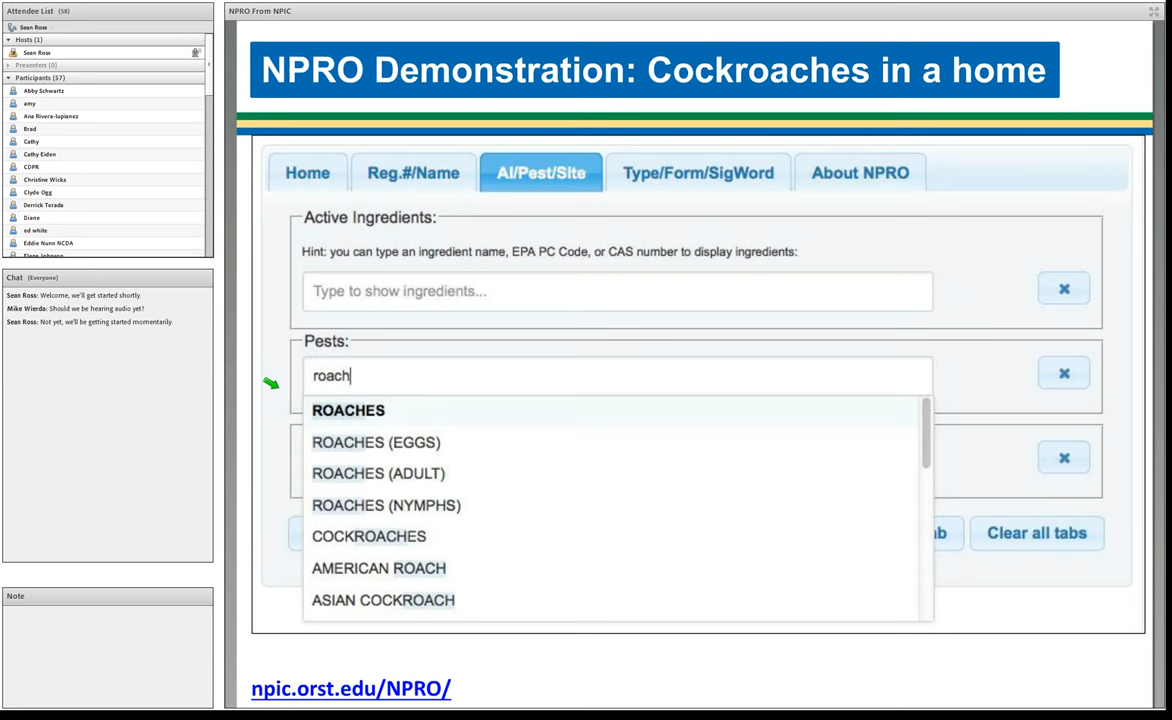 Attendee List (58)
Sean Ross
Hosts (1)
Sean Ross
Presenters (0)
Participants (57)
Abby Schwartz
amy
Ana Rivera-lupianez
Brad
Cathy
Cathy Eiden
CDPR
Christine Wicks
Clyde Ogg
Derrick Terada
Diane
ed white
Eddie Nunn NCDA
Chat (Everyone)
Sean Ross: Welcome, we'll get started shortly.
Mike Wierda: Should we be hearing audio yet?
Sean Ross: Not yet, we'll be getting started momentarily.
Note
NPRO From NPIC
NPRO Demonstration: Cockroaches in a home
Home Reg.#/Name AI/Pest/Site Type/Form/SigWord About NPRO
Active Ingredients:
Hint: you can type an ingredient name, EPA PC Code, or CAS number to display ingredients:
Type to show ingredients...
Pests:
roach
ROACHES
ROACHES (EGGS)
ROACHES (ADULT)
ROACHES (NYMPHS)
COCKROACHES
AMERICAN ROACH
ASIAN COCKROACH
Clear all tabs
npic.orst.edu/NPRO/